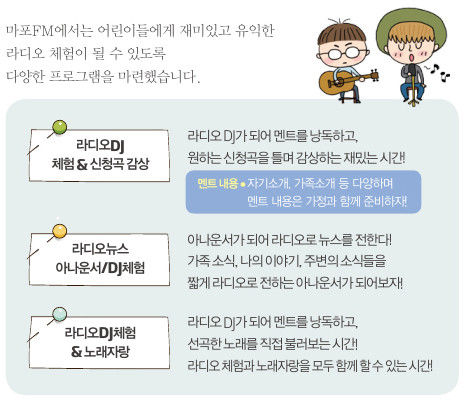 마포FM에서는 어린이들에게 재미있고 유익한
라디오 체험이 될 수 있도록
다양한 프로그램을 마련했습니다.
라디오DJ
체험 & 신청곡 감상
라디오 DJ가 되어 멘트를 낭독하고,
원하는 신청곡을 틀며 감상하는 재밌는 시간!
멘트 내용 • 자기소개, 가족소개 등 다양하며
멘트 내용은 가정과 함께 준비하자!
라디오뉴스
아나운서/DJ체험
아나운서가 되어 라디오로 뉴스를 전한다!
가족 소식, 나의 이야기, 주변의 소식들을
짧게 라디오로 전하는 아나운서가 되어보자!
라디오DJ체험
& 노래자랑
라디오 DJ가 되어 멘트를 낭독하고,
선곡한 노래를 직접 불러보는 시간!
라디오 체험과 노래자랑을 모두 함께 할 수 있는 시간!